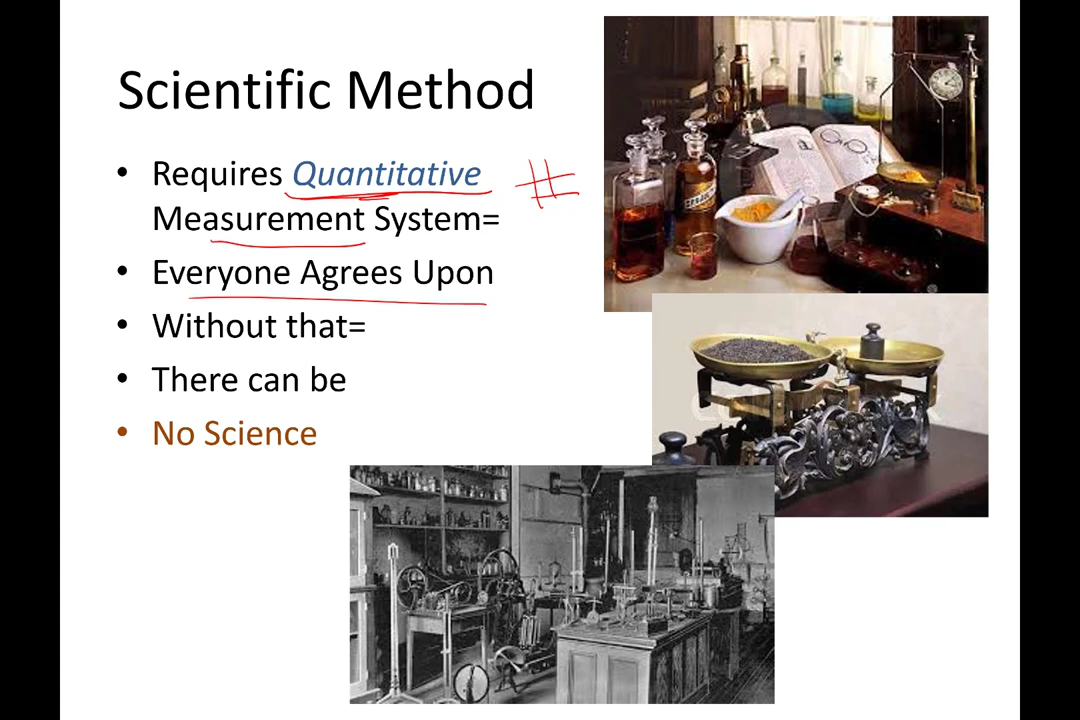 Scientific Method
• Requires Quantitative #
Measurement System=
• Everyone Agrees Upon
• Without that=
• There can be
• No Science